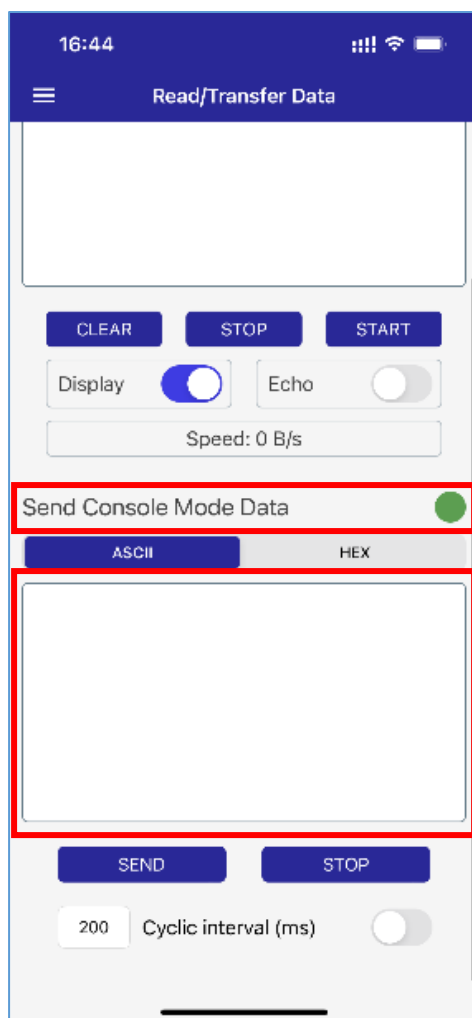 16:44
Read/Transfer Data
CLEAR STOP START
Display Echo
Speed: 0 B/s
Send Console Mode Data
ASCII HEX
SEND STOP
200 Cyclic interval (ms)